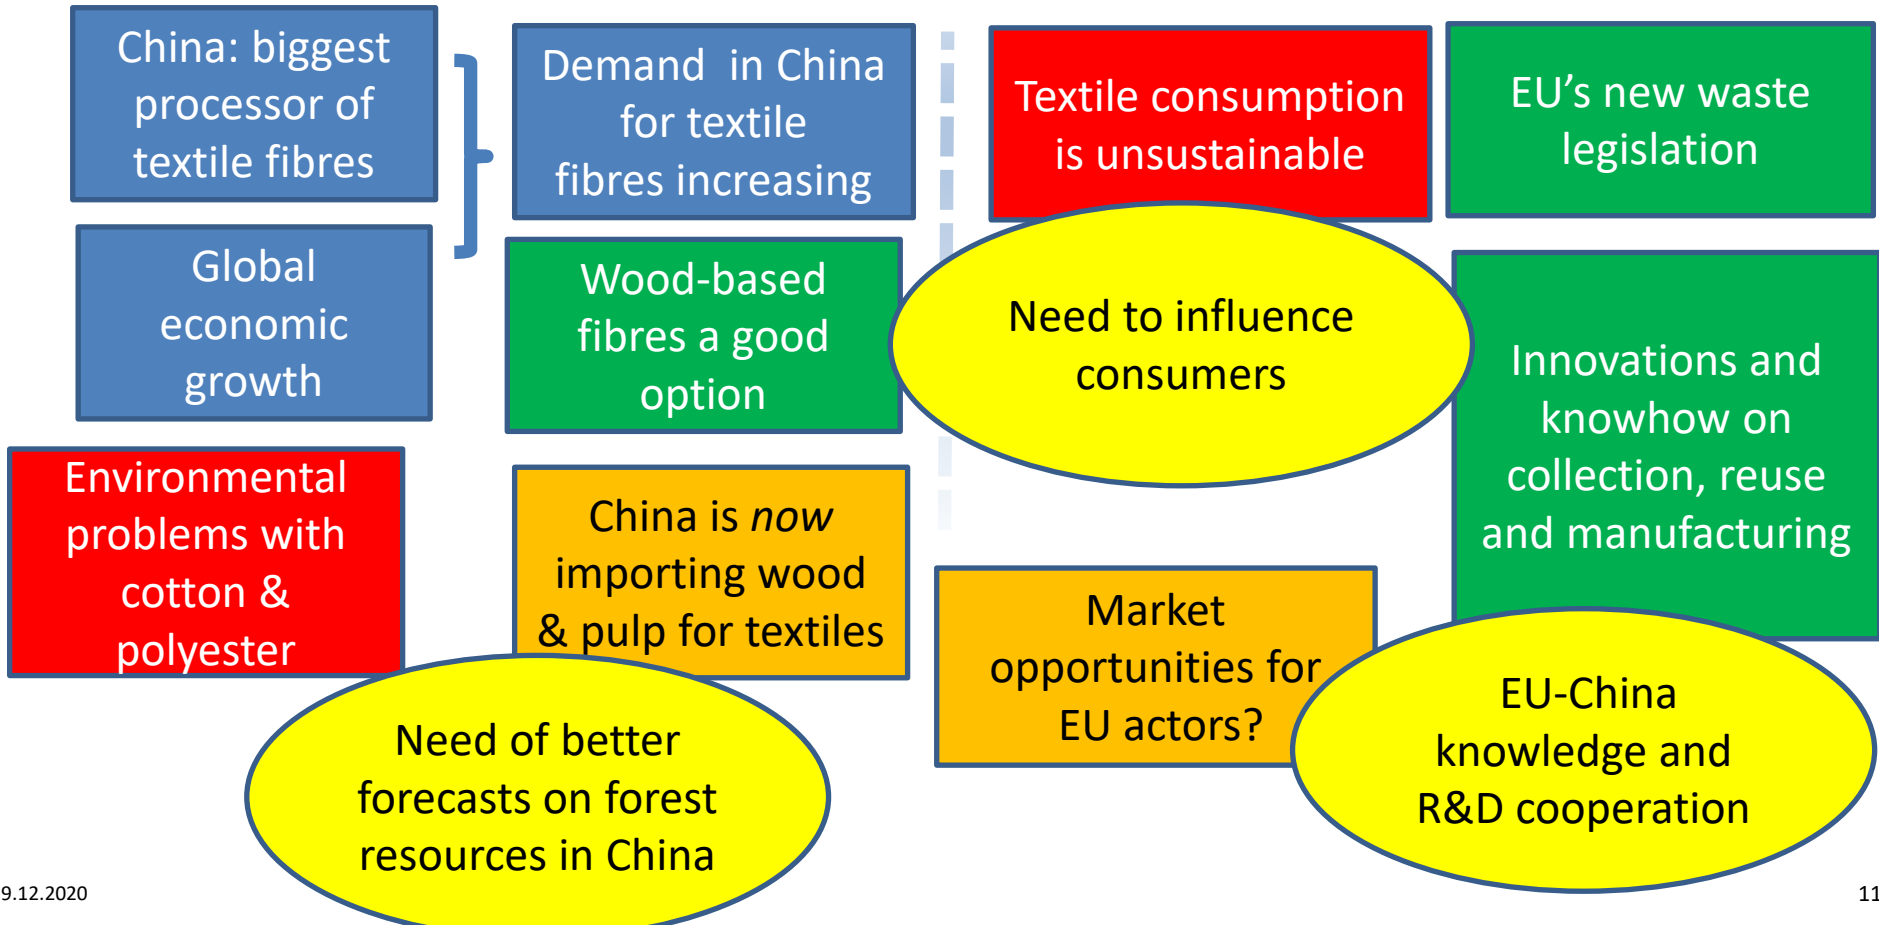 China: biggest
processor of
textile fibres
Demand in China
for textile
fibres increasing
Global
economic
growth
Wood-based
fibres a good
option
Environmental
problems with
cotton &
polyester
China is now
importing wood
& pulp for textiles
Need of better
forecasts on forest
resources in China
Textile consumption
is unsustainable
EU’s new waste
legislation
Need to influence
consumers
Innovations and
knowhow on
collection, reuse
and manufacturing
Market
opportunities for
EU actors?
EU-China
knowledge and
R&D cooperation
9.12.2020
11